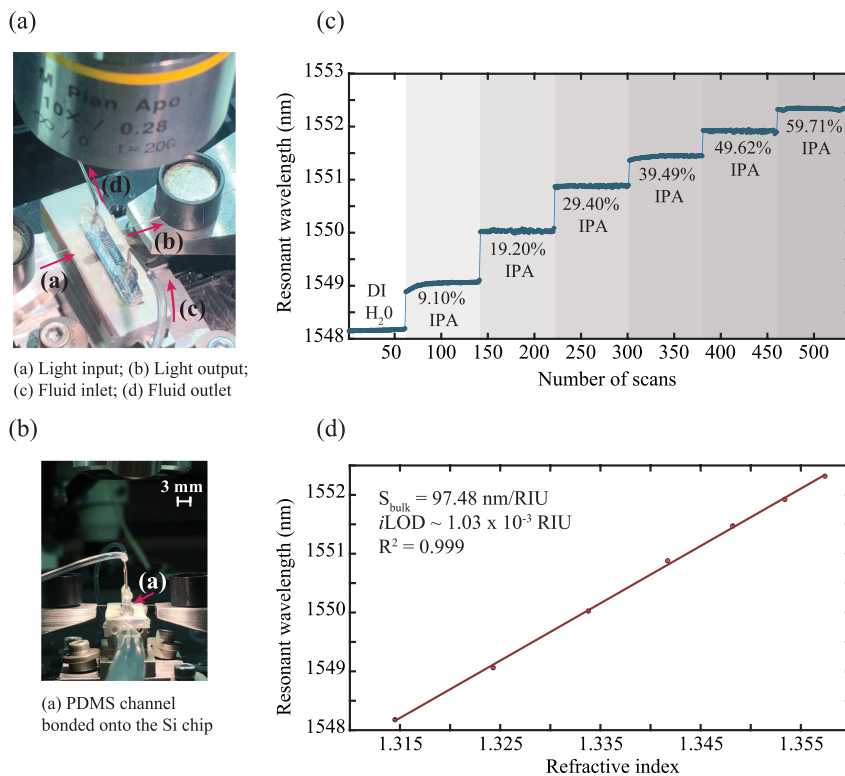 (a)
M Plan Apo
10X / 0.28
∞ / 0 f = 200
(d)
(b)
(a)
(c)
(a) Light input; (b) Light output;
(c) Fluid inlet; (d) Fluid outlet
(b)
3 mm
(a)
(a) PDMS channel
bonded onto the Si chip
(c)
Resonant wavelength (nm)
1553
1552
1551
1550
1549
1548
DI
H₂0
9.10%
IPA
19.20%
IPA
29.40%
IPA
39.49%
IPA
49.62%
IPA
59.71%
IPA
50 100 150 200 250 300 350 400 450 500
Number of scans
(d)
Resonant wavelength (nm)
1552
1551
1550
1549
1548
S_bulk = 97.48 nm/RIU
iLOD ~ 1.03 x 10⁻³ RIU
R² = 0.999
1.315 1.325 1.335 1.345 1.355
Refractive index